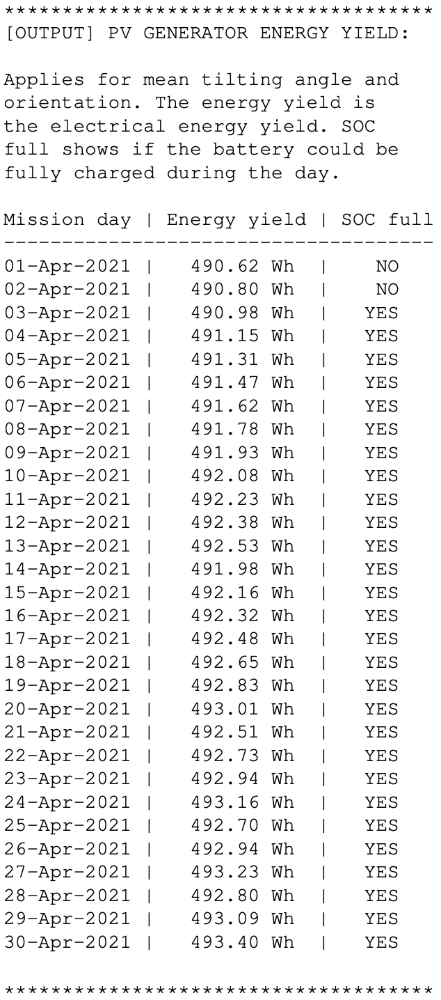 *************************************
[OUTPUT] PV GENERATOR ENERGY YIELD:

Applies for mean tilting angle and
orientation. The energy yield is
the electrical energy yield. SOC
full shows if the battery could be
fully charged during the day.

Mission day | Energy yield | SOC full
-------------------------------------
01-Apr-2021 |   490.62 Wh  |    NO
02-Apr-2021 |   490.80 Wh  |    NO
03-Apr-2021 |   490.98 Wh  |   YES
04-Apr-2021 |   491.15 Wh  |   YES
05-Apr-2021 |   491.31 Wh  |   YES
06-Apr-2021 |   491.47 Wh  |   YES
07-Apr-2021 |   491.62 Wh  |   YES
08-Apr-2021 |   491.78 Wh  |   YES
09-Apr-2021 |   491.93 Wh  |   YES
10-Apr-2021 |   492.08 Wh  |   YES
11-Apr-2021 |   492.23 Wh  |   YES
12-Apr-2021 |   492.38 Wh  |   YES
13-Apr-2021 |   492.53 Wh  |   YES
14-Apr-2021 |   491.98 Wh  |   YES
15-Apr-2021 |   492.16 Wh  |   YES
16-Apr-2021 |   492.32 Wh  |   YES
17-Apr-2021 |   492.48 Wh  |   YES
18-Apr-2021 |   492.65 Wh  |   YES
19-Apr-2021 |   492.83 Wh  |   YES
20-Apr-2021 |   493.01 Wh  |   YES
21-Apr-2021 |   492.51 Wh  |   YES
22-Apr-2021 |   492.73 Wh  |   YES
23-Apr-2021 |   492.94 Wh  |   YES
24-Apr-2021 |   493.16 Wh  |   YES
25-Apr-2021 |   492.70 Wh  |   YES
26-Apr-2021 |   492.94 Wh  |   YES
27-Apr-2021 |   493.23 Wh  |   YES
28-Apr-2021 |   492.80 Wh  |   YES
29-Apr-2021 |   493.09 Wh  |   YES
30-Apr-2021 |   493.40 Wh  |   YES

*************************************